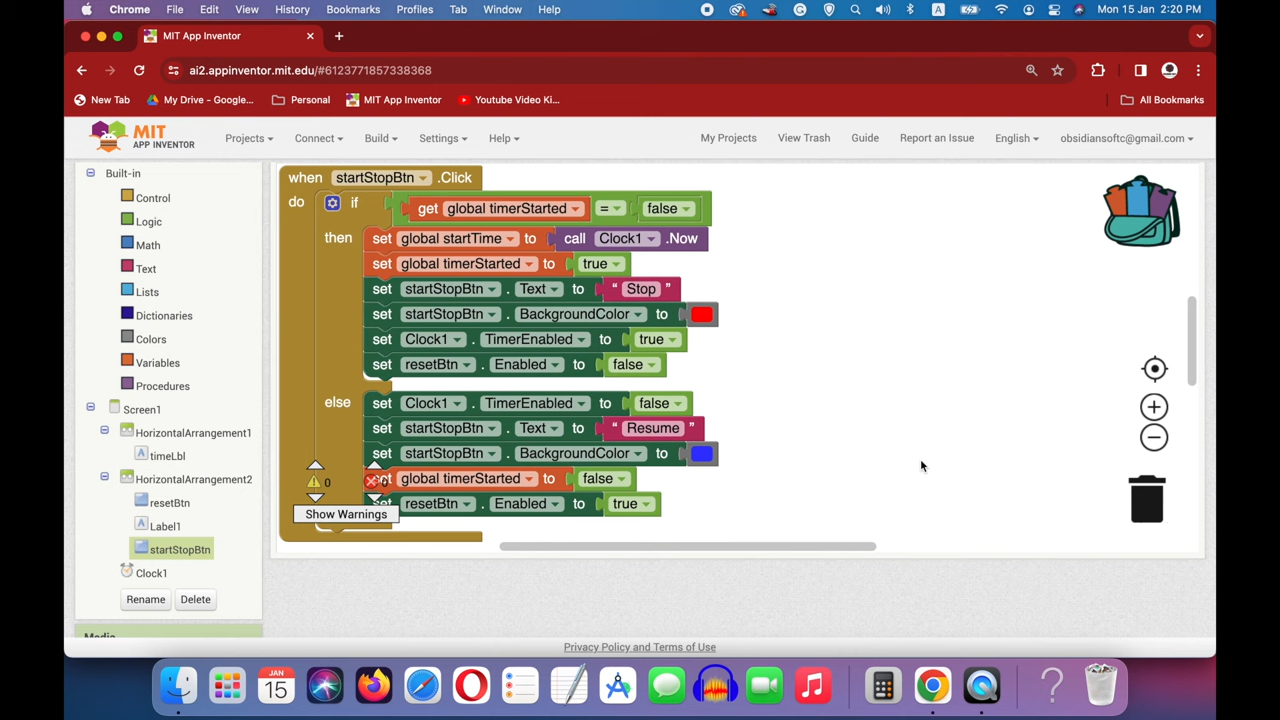 Chrome File Edit View History Bookmarks Profiles Tab Window Help A Mon 15 Jan 2:20 PM
MIT App Inventor
ai2.appinventor.mit.edu/#6123771857338368
New Tab My Drive - Google... Personal MIT App Inventor Youtube Video Ki... All Bookmarks
MIT APP INVENTOR Projects Connect Build Settings Help My Projects View Trash Guide Report an Issue English obsidiansoftc@gmail.com
Built-in
Control
Logic
Math
Text
Lists
Dictionaries
Colors
Variables
Procedures
Screen1
HorizontalArrangement1
A timeLbl
HorizontalArrangement2
resetBtn
A Label1
startStopBtn
Clock1
Rename Delete
when startStopBtn .Click
do if get global timerStarted = false
then set global startTime to call Clock1 .Now
set global timerStarted to true
set startStopBtn . Text to “ Stop ”
set startStopBtn . BackgroundColor to
set Clock1 . TimerEnabled to true
set resetBtn . Enabled to false
else set Clock1 . TimerEnabled to false
set startStopBtn . Text to “ Resume ”
set startStopBtn . BackgroundColor to
set global timerStarted to false
set resetBtn . Enabled to true
0 0
Show Warnings
Privacy Policy and Terms of Use
JAN
15